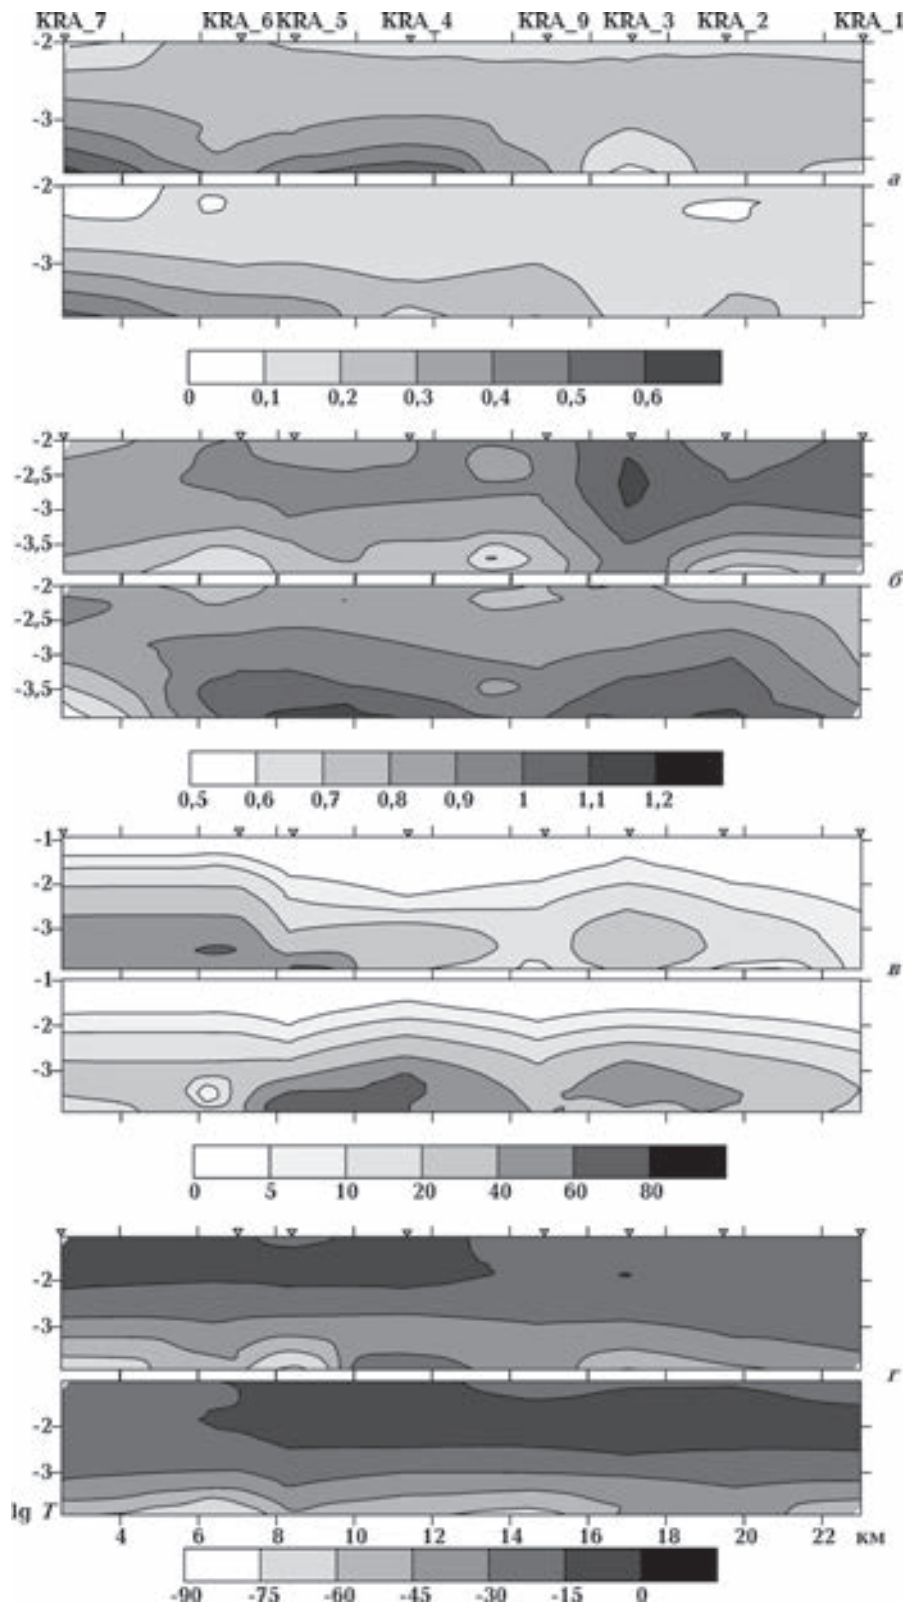 KRA_7 KRA_6 KRA_5 KRA_4 KRA_9 KRA_3 KRA_2 KRA_1
-2
-3
а
-2
-3
0 0,1 0,2 0,3 0,4 0,5 0,6
-2
-2,5
-3
-3,5
б
-2
-2,5
-3
-3,5
0,5 0,6 0,7 0,8 0,9 1 1,1 1,2
-1
-2
-3
в
-1
-2
-3
0 5 10 20 40 60 80
-2
-3
г
-2
-3
lg T
4 6 8 10 12 14 16 18 20 22 км
-90 -75 -60 -45 -30 -15 0